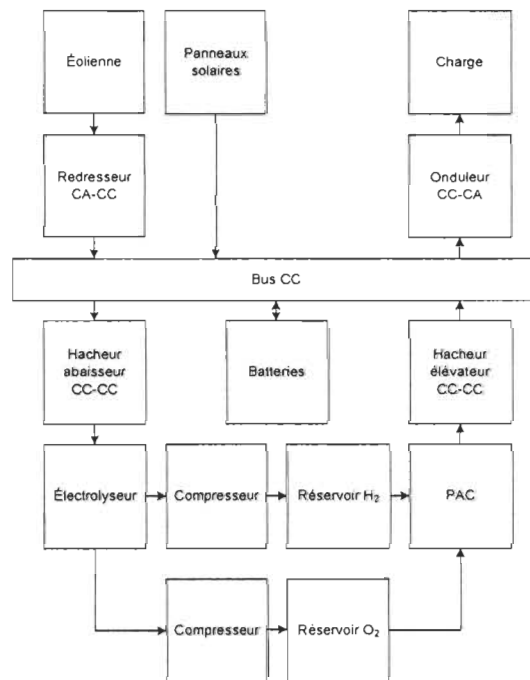 Éolienne
Panneaux
solaires
Charge
Redresseur
CA-CC
Onduleur
CC-CA
Bus CC
Hacheur
abaisseur
CC-CC
Batteries
Hacheur
élévateur
CC-CC
Électrolyseur
Compresseur
Réservoir H₂
PAC
Compresseur
Réservoir O₂